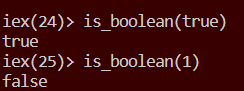 iex(24)> is_boolean(true)
true
iex(25)> is_boolean(1)
false